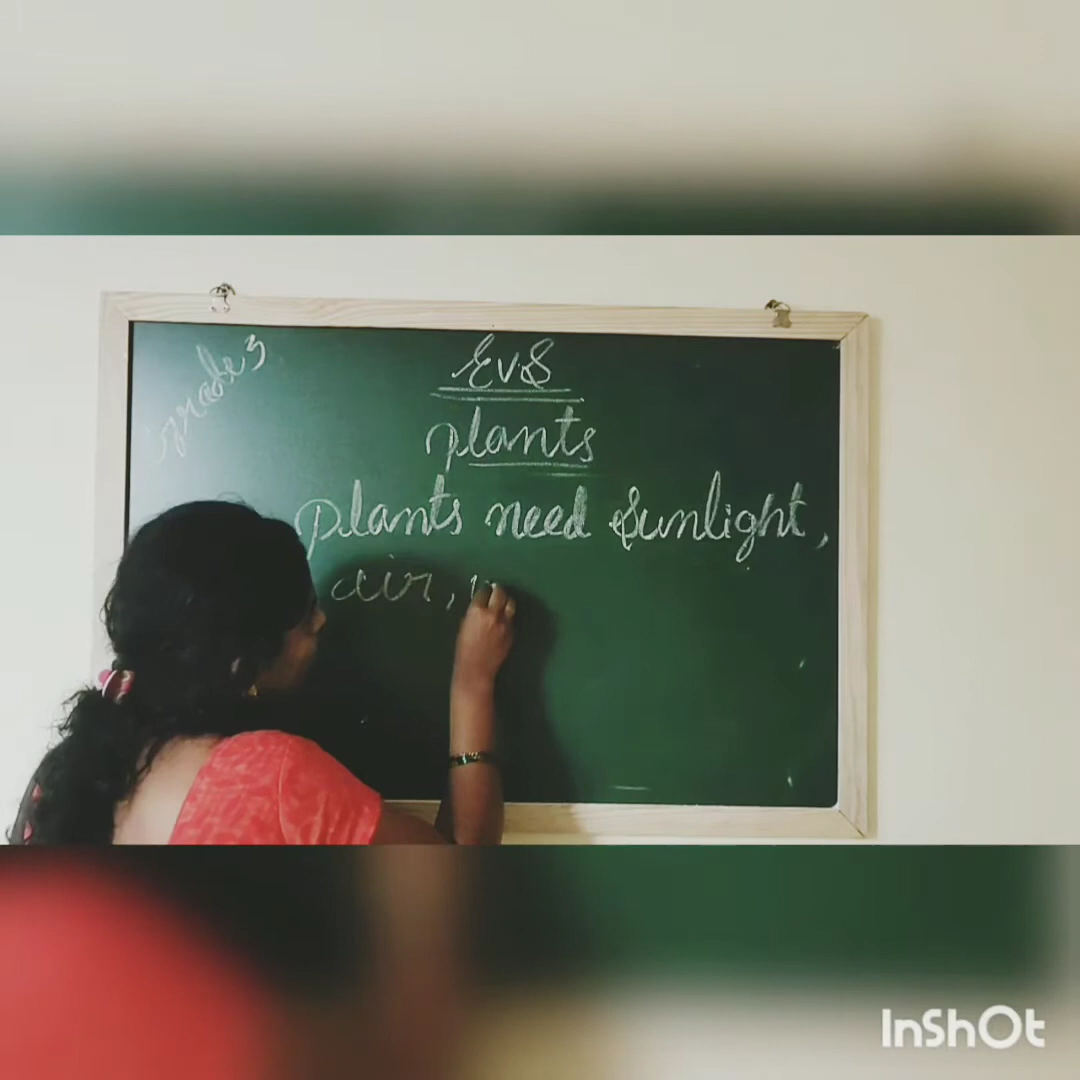 grade 3
EVS
plants
plants need Sunlight,
air, w
InShOt